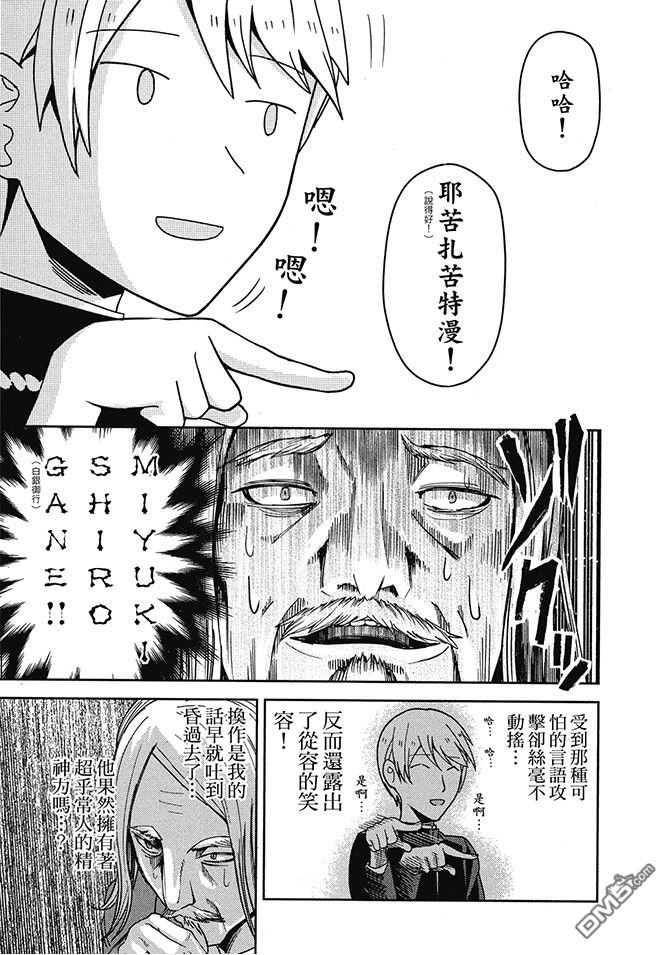 哈哈！
耶苦扎苦特漫！
（說得好！）
嗯！
嗯！
MIYUKI
SHIRO
GANE!!
（白銀御行）
受到那種可
怕的言語攻
擊卻絲毫不
動搖…
哈…
哈…
是啊…
是啊…
反而還露出
了從容的笑
容！
換作是我的
話早就吐到
昏過去了…
他果然擁有著
超乎常人的精
神力嗎…？
DM5.com